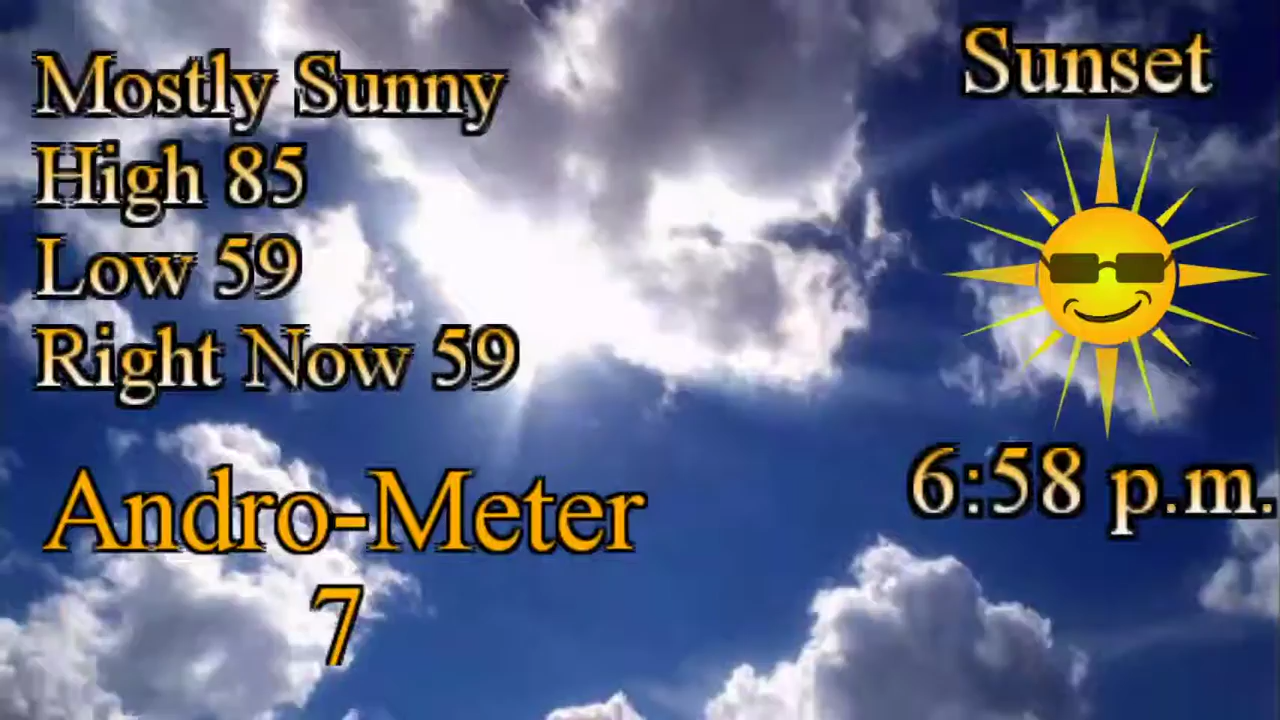 Mostly Sunny
High 85
Low 59
Right Now 59
Andro-Meter
7
Sunset
6:58 p.m.